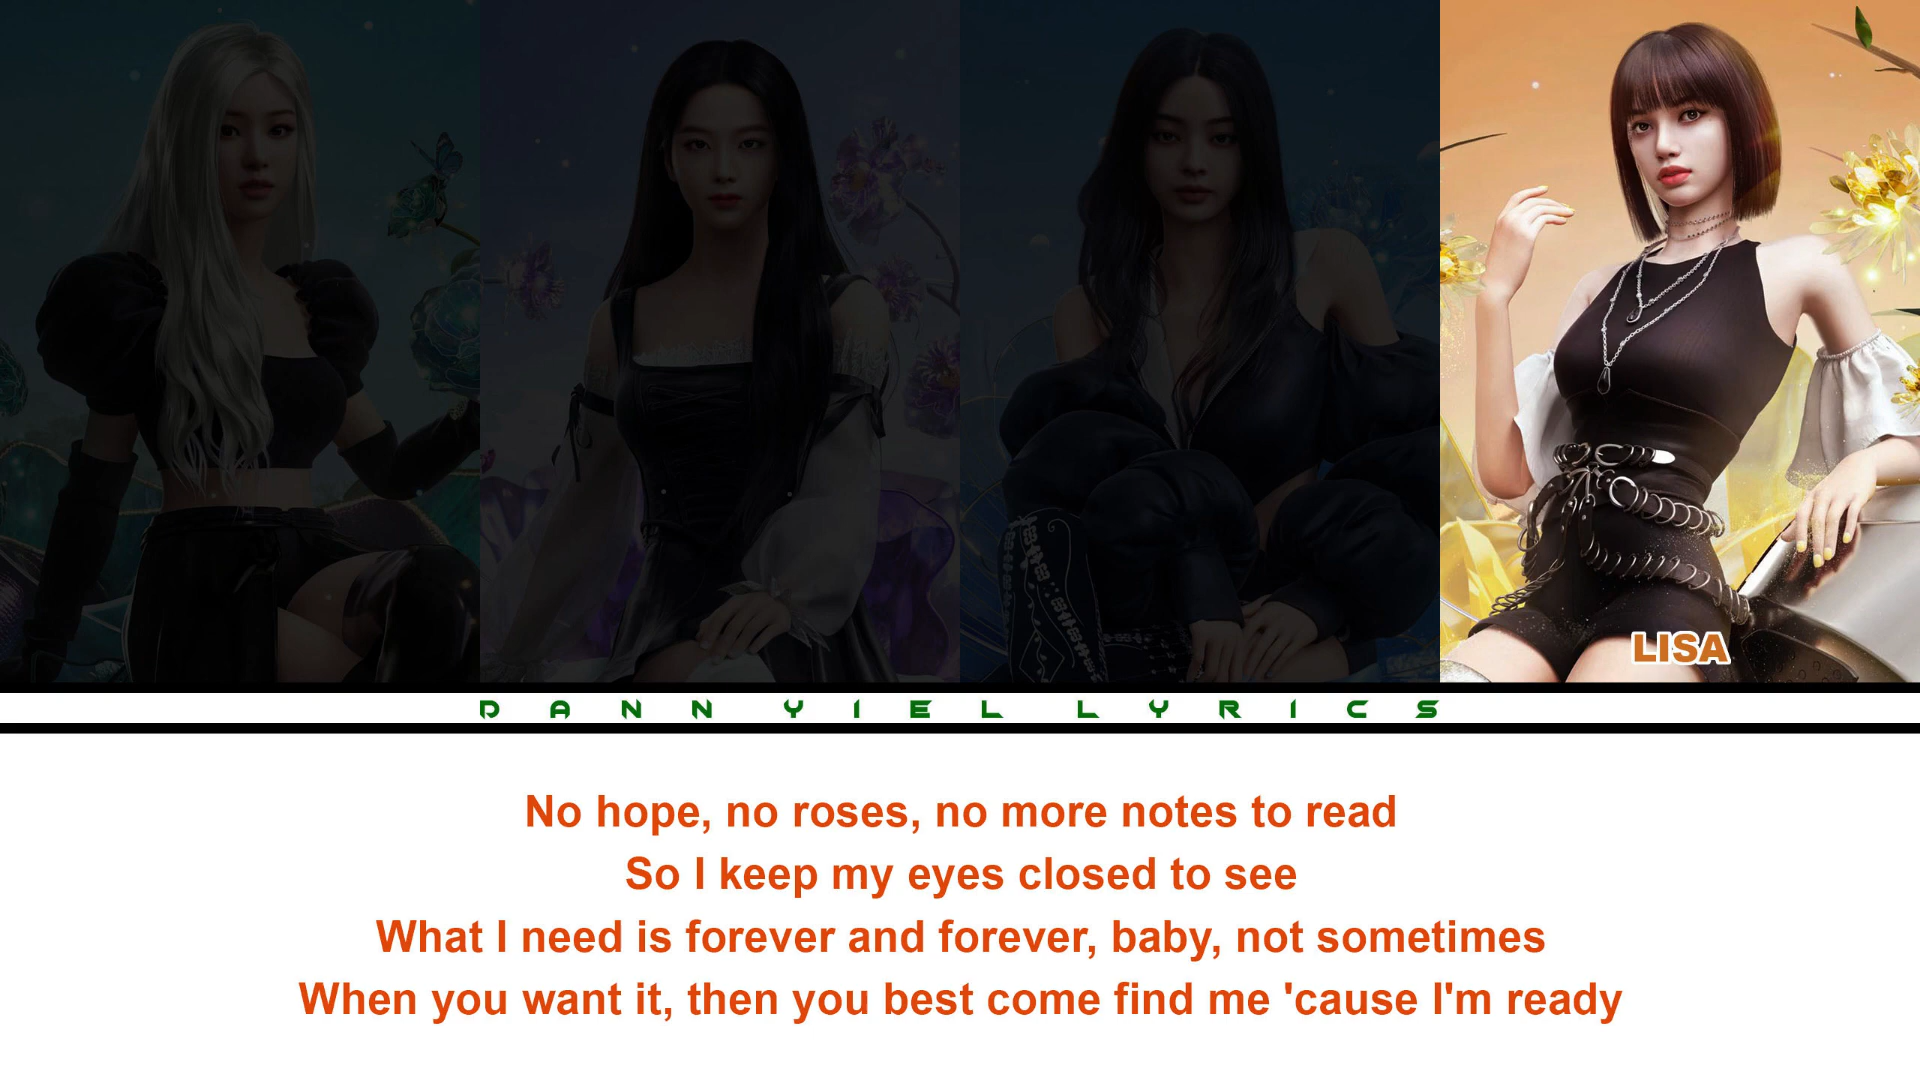 LISA
DANNYIEL LYRICS
No hope, no roses, no more notes to read
So I keep my eyes closed to see
What I need is forever and forever, baby, not sometimes
When you want it, then you best come find me 'cause I'm ready